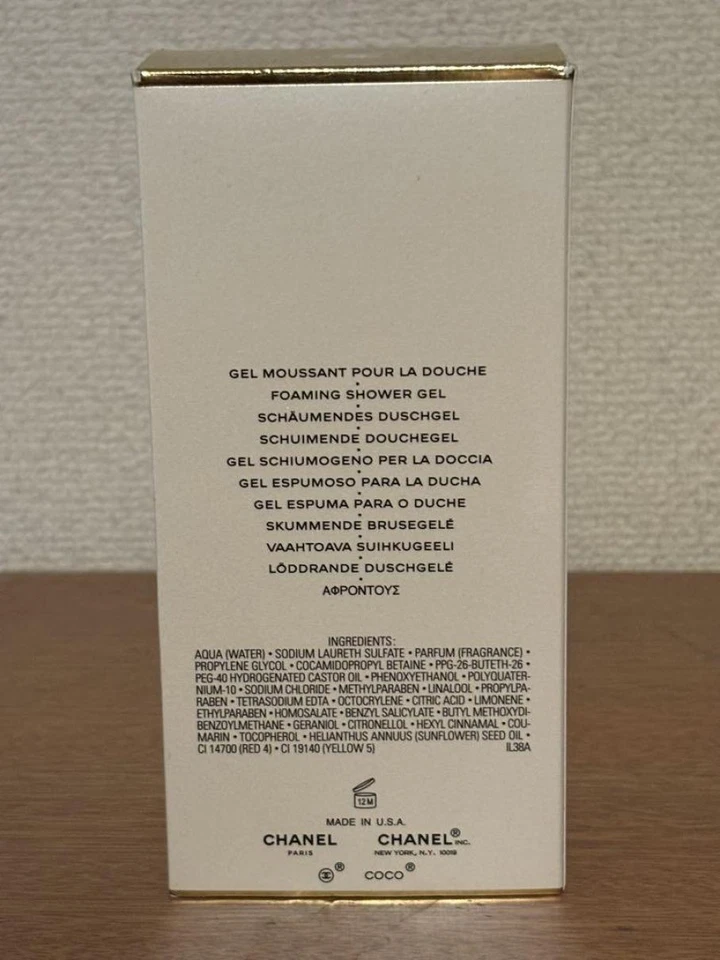 GEL MOUSSANT POUR LA DOUCHE
•
FOAMING SHOWER GEL
•
SCHÄUMENDES DUSCHGEL
•
SCHUIMENDE DOUCHEGEL
•
GEL SCHIUMOGENO PER LA DOCCIA
•
GEL ESPUMOSO PARA LA DUCHA
•
GEL ESPUMA PARA O DUCHE
•
SKUMMENDE BRUSEGELÉ
•
VAAHTOAVA SUIHKUGEELI
•
LÖDDRANDE DUSCHGELÉ
•
ΑΦΡΟΝΤΟΥΣ
INGREDIENTS:
AQUA (WATER) • SODIUM LAURETH SULFATE • PARFUM (FRAGRANCE) •
PROPYLENE GLYCOL • COCAMIDOPROPYL BETAINE • PPG-26-BUTETH-26 •
PEG-40 HYDROGENATED CASTOR OIL • PHENOXYETHANOL • POLYQUATER-
NIUM-10 • SODIUM CHLORIDE • METHYLPARABEN • LINALOOL • PROPYLPA-
RABEN • TETRASODIUM EDTA • OCTOCRYLENE • CITRIC ACID • LIMONENE •
ETHYLPARABEN • HOMOSALATE • BENZYL SALICYLATE • BUTYL METHOXYDI-
BENZOYLMETHANE • GERANIOL • CITRONELLOL • HEXYL CINNAMAL • COU-
MARIN • TOCOPHEROL • HELIANTHUS ANNUUS (SUNFLOWER) SEED OIL •
CI 14700 (RED 4) • CI 19140 (YELLOW 5) IL38A
12M
MADE IN U.S.A.
CHANEL CHANEL® INC.
PARIS NEW YORK, N.Y. 10019
® COCO®